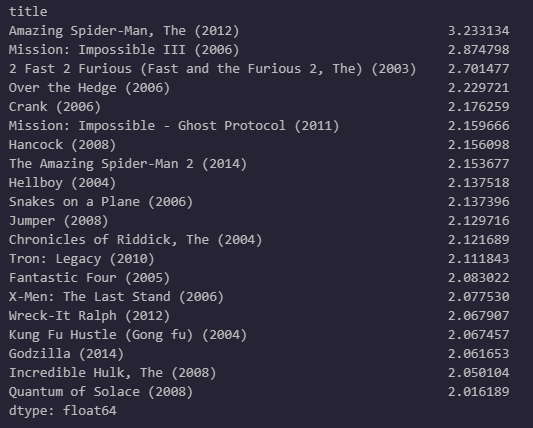 title
Amazing Spider-Man, The (2012) 3.233134
Mission: Impossible III (2006) 2.874798
2 Fast 2 Furious (Fast and the Furious 2, The) (2003) 2.701477
Over the Hedge (2006) 2.229721
Crank (2006) 2.176259
Mission: Impossible - Ghost Protocol (2011) 2.159666
Hancock (2008) 2.156098
The Amazing Spider-Man 2 (2014) 2.153677
Hellboy (2004) 2.137518
Snakes on a Plane (2006) 2.137396
Jumper (2008) 2.129716
Chronicles of Riddick, The (2004) 2.121689
Tron: Legacy (2010) 2.111843
Fantastic Four (2005) 2.083022
X-Men: The Last Stand (2006) 2.077530
Wreck-It Ralph (2012) 2.067907
Kung Fu Hustle (Gong fu) (2004) 2.067457
Godzilla (2014) 2.061653
Incredible Hulk, The (2008) 2.050104
Quantum of Solace (2008) 2.016189
dtype: float64